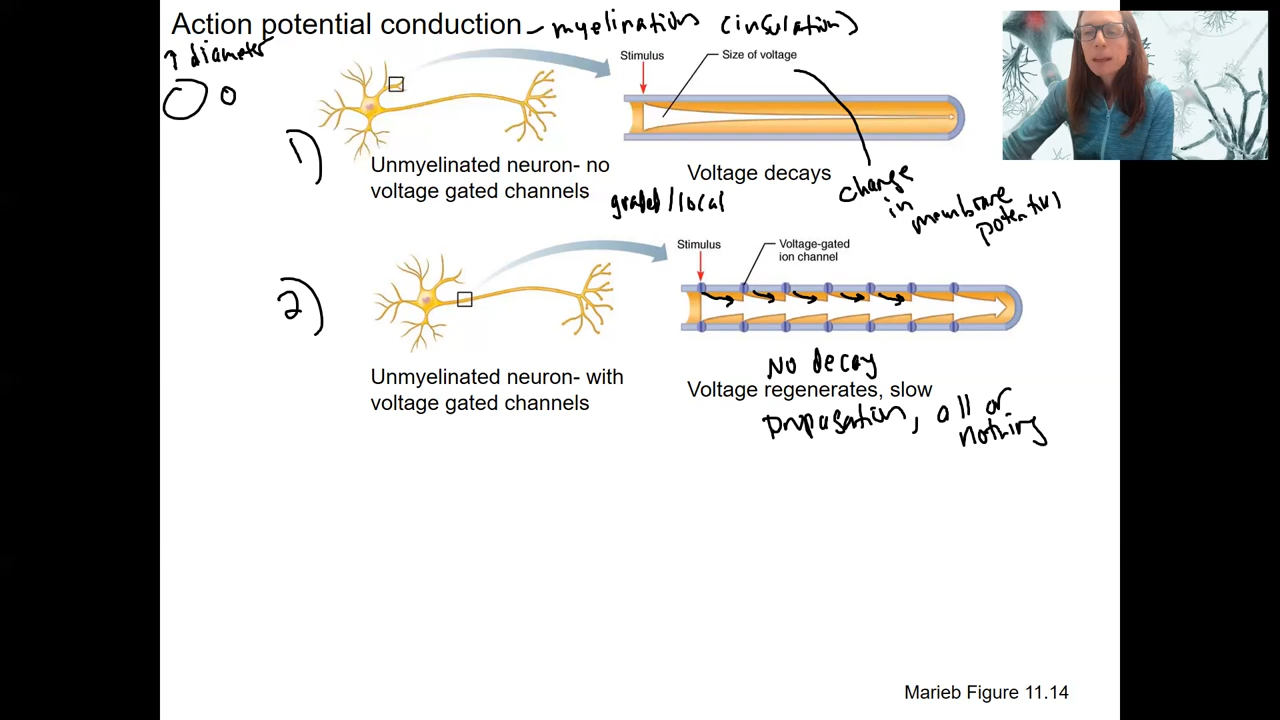 Action potential conduction - myelination (insulation)
↑ diameter
Stimulus
Size of voltage
1)
Unmyelinated neuron- no
voltage gated channels
Voltage decays
graded/local
change
in
membrane
potential
Stimulus
Voltage-gated
ion channel
2)
Unmyelinated neuron- with
voltage gated channels
No decay
Voltage regenerates, slow
propagation, all or
nothing
Marieb Figure 11.14